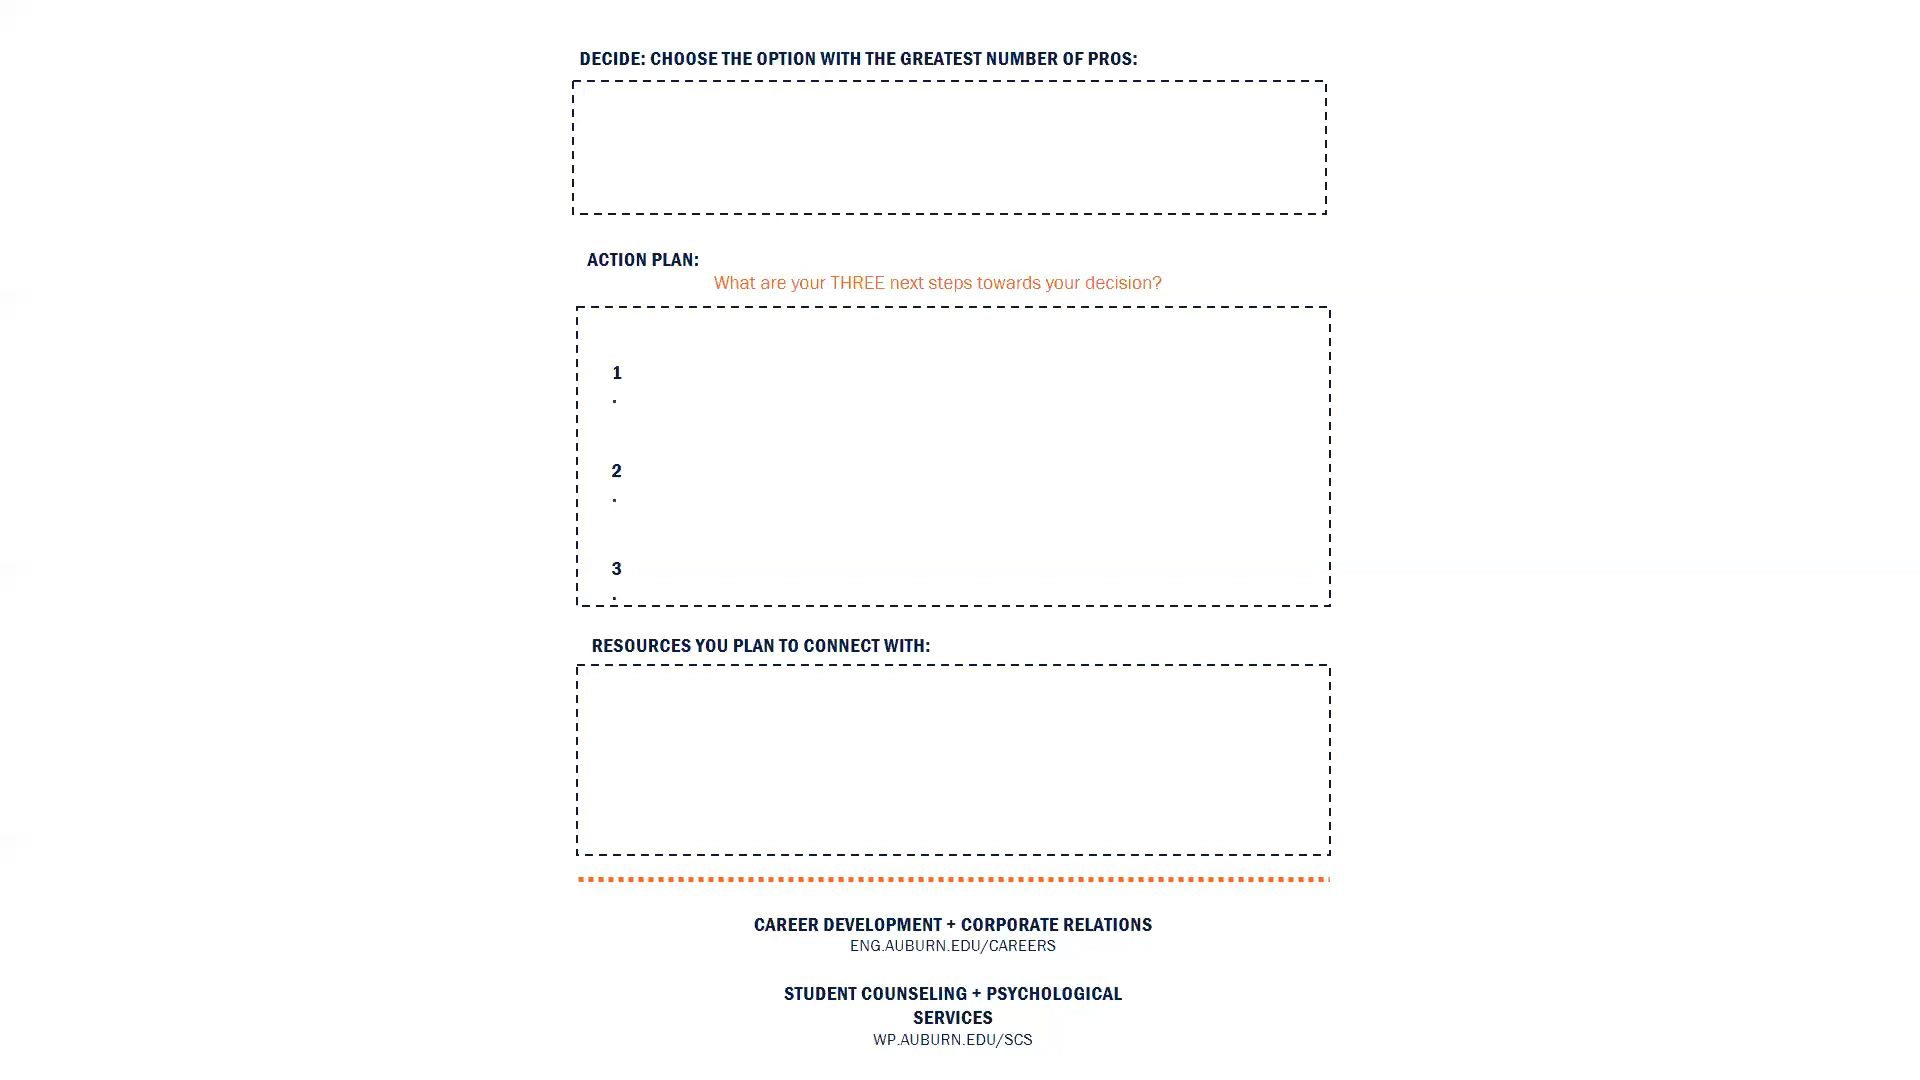 DECIDE: CHOOSE THE OPTION WITH THE GREATEST NUMBER OF PROS:
ACTION PLAN:
What are your THREE next steps towards your decision?
1
.
2
.
3
.
RESOURCES YOU PLAN TO CONNECT WITH:
CAREER DEVELOPMENT + CORPORATE RELATIONS
ENG.AUBURN.EDU/CAREERS
STUDENT COUNSELING + PSYCHOLOGICAL
SERVICES
WP.AUBURN.EDU/SCS